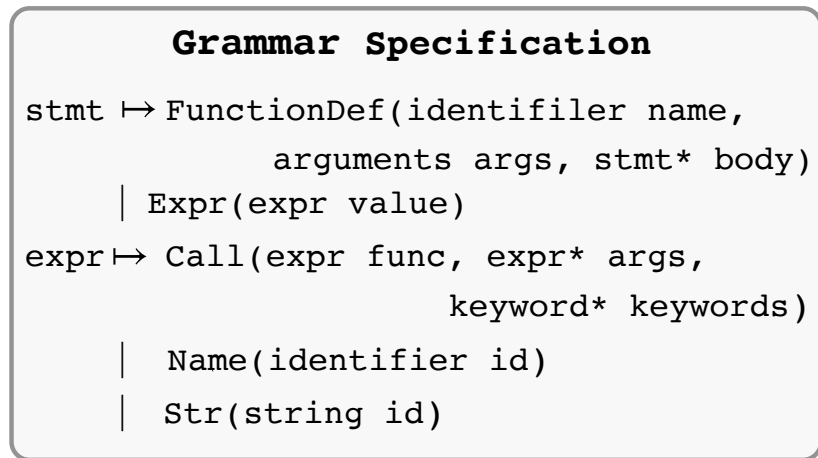 Grammar Specification
stmt ↦ FunctionDef(identifiler name,
arguments args, stmt* body)
| Expr(expr value)
expr ↦ Call(expr func, expr* args,
keyword* keywords)
| Name(identifier id)
| Str(string id)